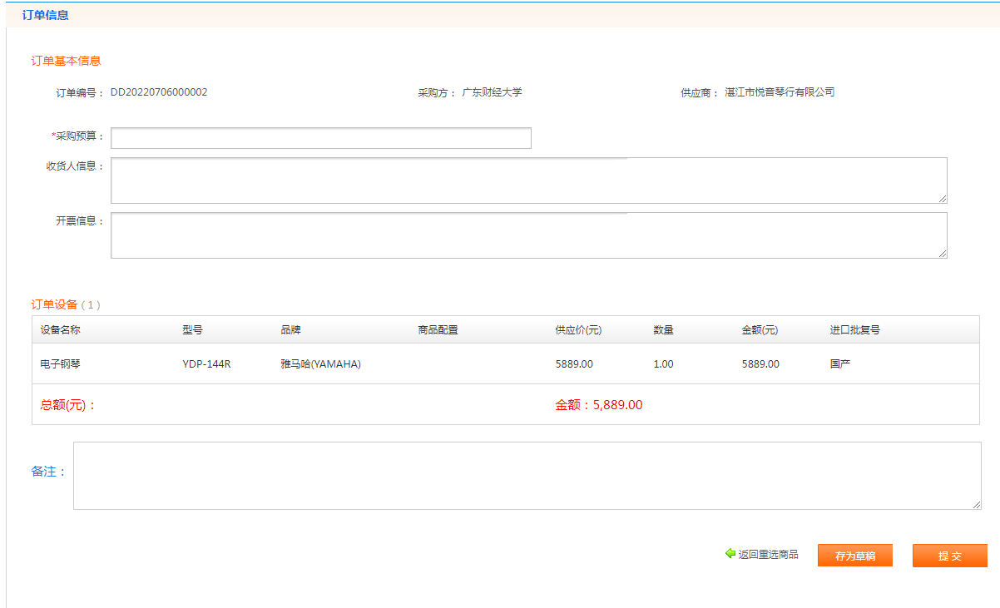 订单信息
订单基本信息
订单编号： DD20220706000002 采购方： 广东财经大学 供应商： 湛江市悦音琴行有限公司
*采购预算：
收货人信息：
开票信息：
订单设备 ( 1 )
设备名称 型号 品牌 商品配置 供应价(元) 数量 金额(元) 进口批复号
电子钢琴 YDP-144R 雅马哈(YAMAHA) 5889.00 1.00 5889.00 国产
总额(元)： 金额：5,889.00
备注：
返回重选商品 存为草稿 提 交